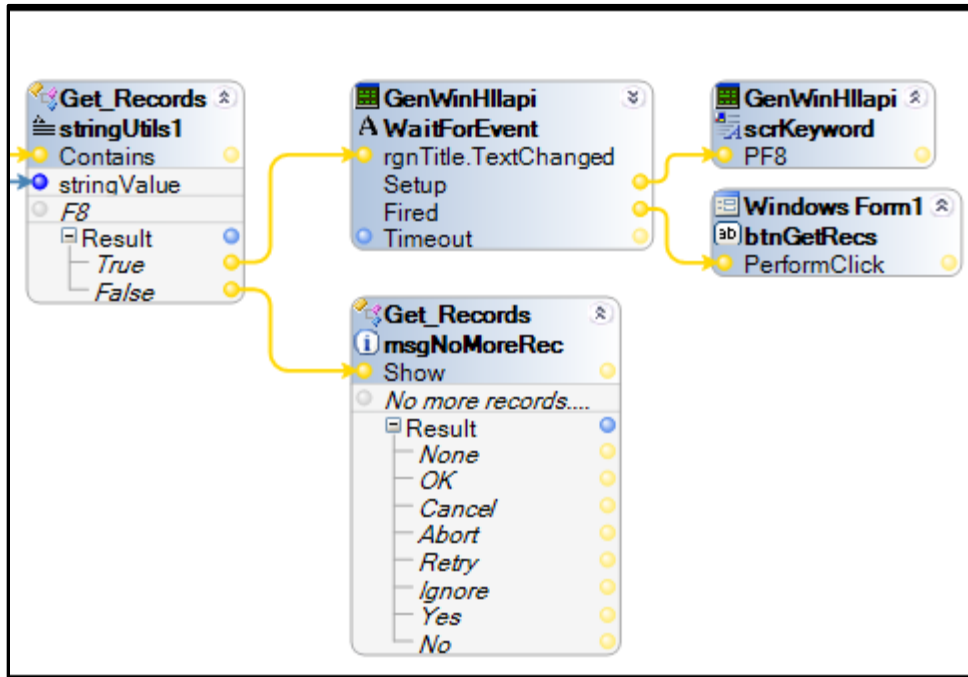 Get_Records
stringUtils1
Contains
stringValue
F8
Result
True
False
GenWinHllapi
WaitForEvent
rgnTitle.TextChanged
Setup
Fired
Timeout
GenWinHllapi
scrKeyword
PF8
Windows Form1
ab
btnGetRecs
PerformClick
Get_Records
msgNoMoreRec
Show
No more records....
Result
None
OK
Cancel
Abort
Retry
Ignore
Yes
No